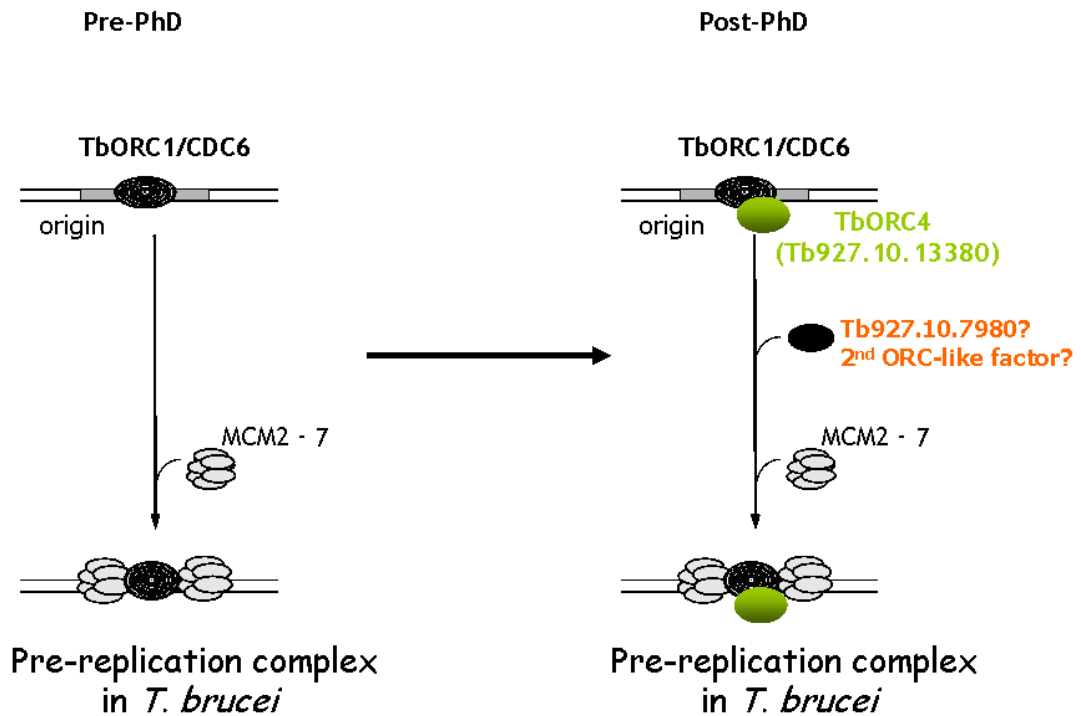 Pre-PhD
TbORC1/CDC6
origin
MCM2 - 7
Pre-replication complex
in T. brucei
Post-PhD
TbORC1/CDC6
origin
TbORC4
(Tb927.10.13380)
Tb927.10.7980?
2nd ORC-like factor?
MCM2 - 7
Pre-replication complex
in T. brucei